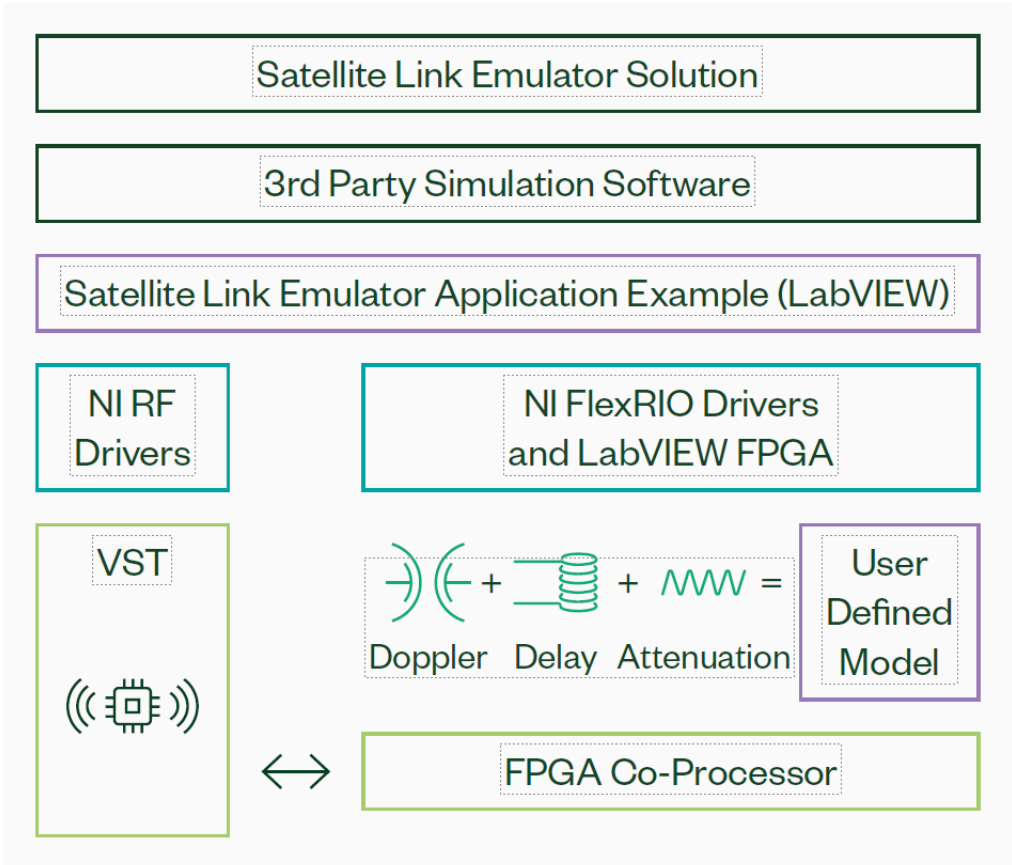 Satellite Link Emulator Solution
3rd Party Simulation Software
Satellite Link Emulator Application Example (LabVIEW)
NI RF
Drivers
NI FlexRIO Drivers
and LabVIEW FPGA
VST
+ + =
Doppler Delay Attenuation
User
Defined
Model
FPGA Co-Processor